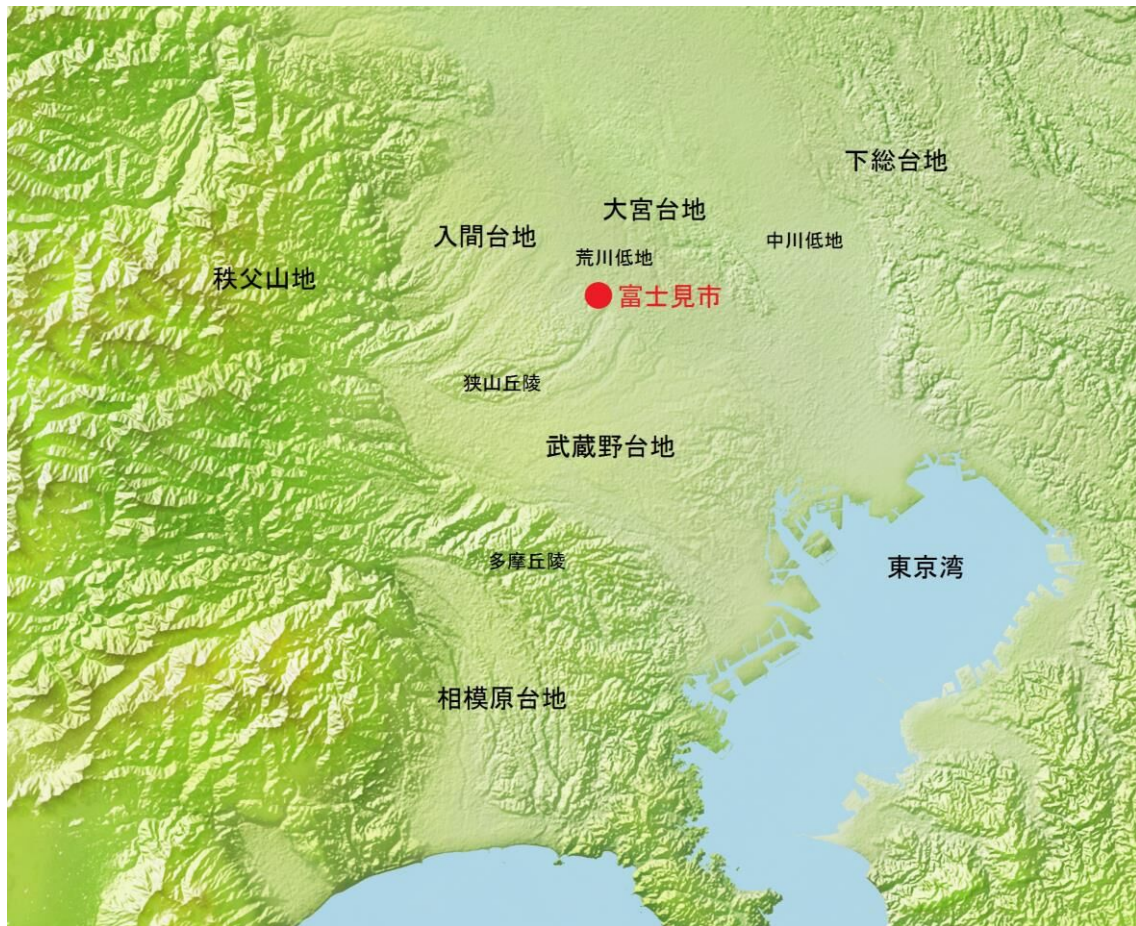 下総台地
大宮台地
入間台地
中川低地
荒川低地
秩父山地
富士見市
狭山丘陵
武蔵野台地
多摩丘陵
東京湾
相模原台地